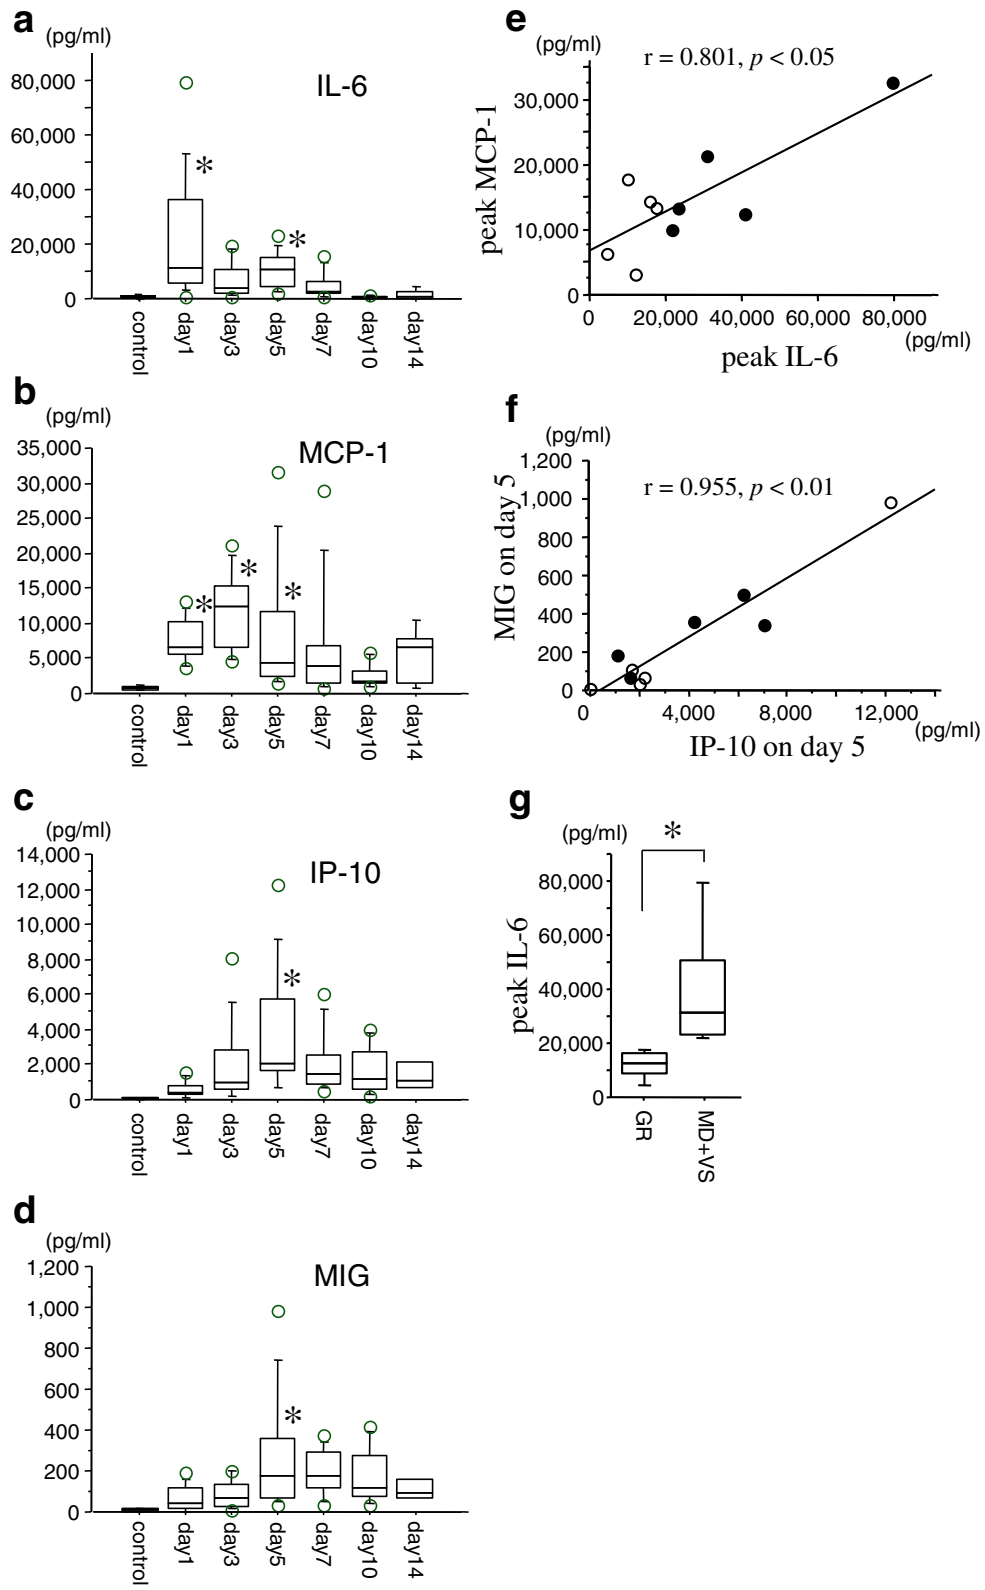 a
(pg/ml)
IL-6
80,000
60,000
40,000
20,000
0
*
*
control
day1
day3
day5
day7
day10
day14
b
(pg/ml)
MCP-1
35,000
30,000
25,000
20,000
15,000
10,000
5,000
0
*
*
*
control
day1
day3
day5
day7
day10
day14
c
(pg/ml)
IP-10
14,000
12,000
10,000
8,000
6,000
4,000
2,000
0
*
control
day1
day3
day5
day7
day10
day14
d
(pg/ml)
MIG
1,200
1,000
800
600
400
200
0
*
control
day1
day3
day5
day7
day10
day14
e
(pg/ml)
r = 0.801, p < 0.05
peak MCP-1
30,000
20,000
10,000
0
0 20,000 40,000 60,000 80,000
(pg/ml)
peak IL-6
f
(pg/ml)
r = 0.955, p < 0.01
MIG on day 5
1,200
1,000
800
600
400
200
0
0 4,000 8,000 12,000
(pg/ml)
IP-10 on day 5
g
(pg/ml)
*
peak IL-6
80,000
60,000
40,000
20,000
0
GR
MD+VS